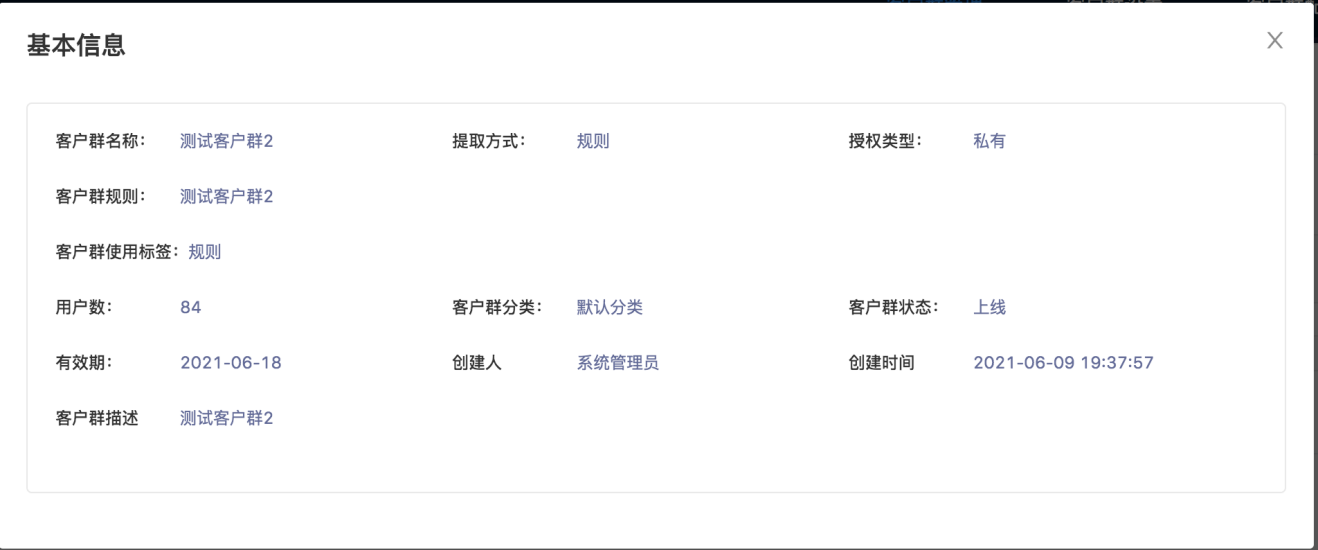 基本信息
客户群名称： 测试客户群2 提取方式： 规则 授权类型： 私有
客户群规则： 测试客户群2
客户群使用标签： 规则
用户数： 84 客户群分类： 默认分类 客户群状态： 上线
有效期： 2021-06-18 创建人 系统管理员 创建时间 2021-06-09 19:37:57
客户群描述 测试客户群2